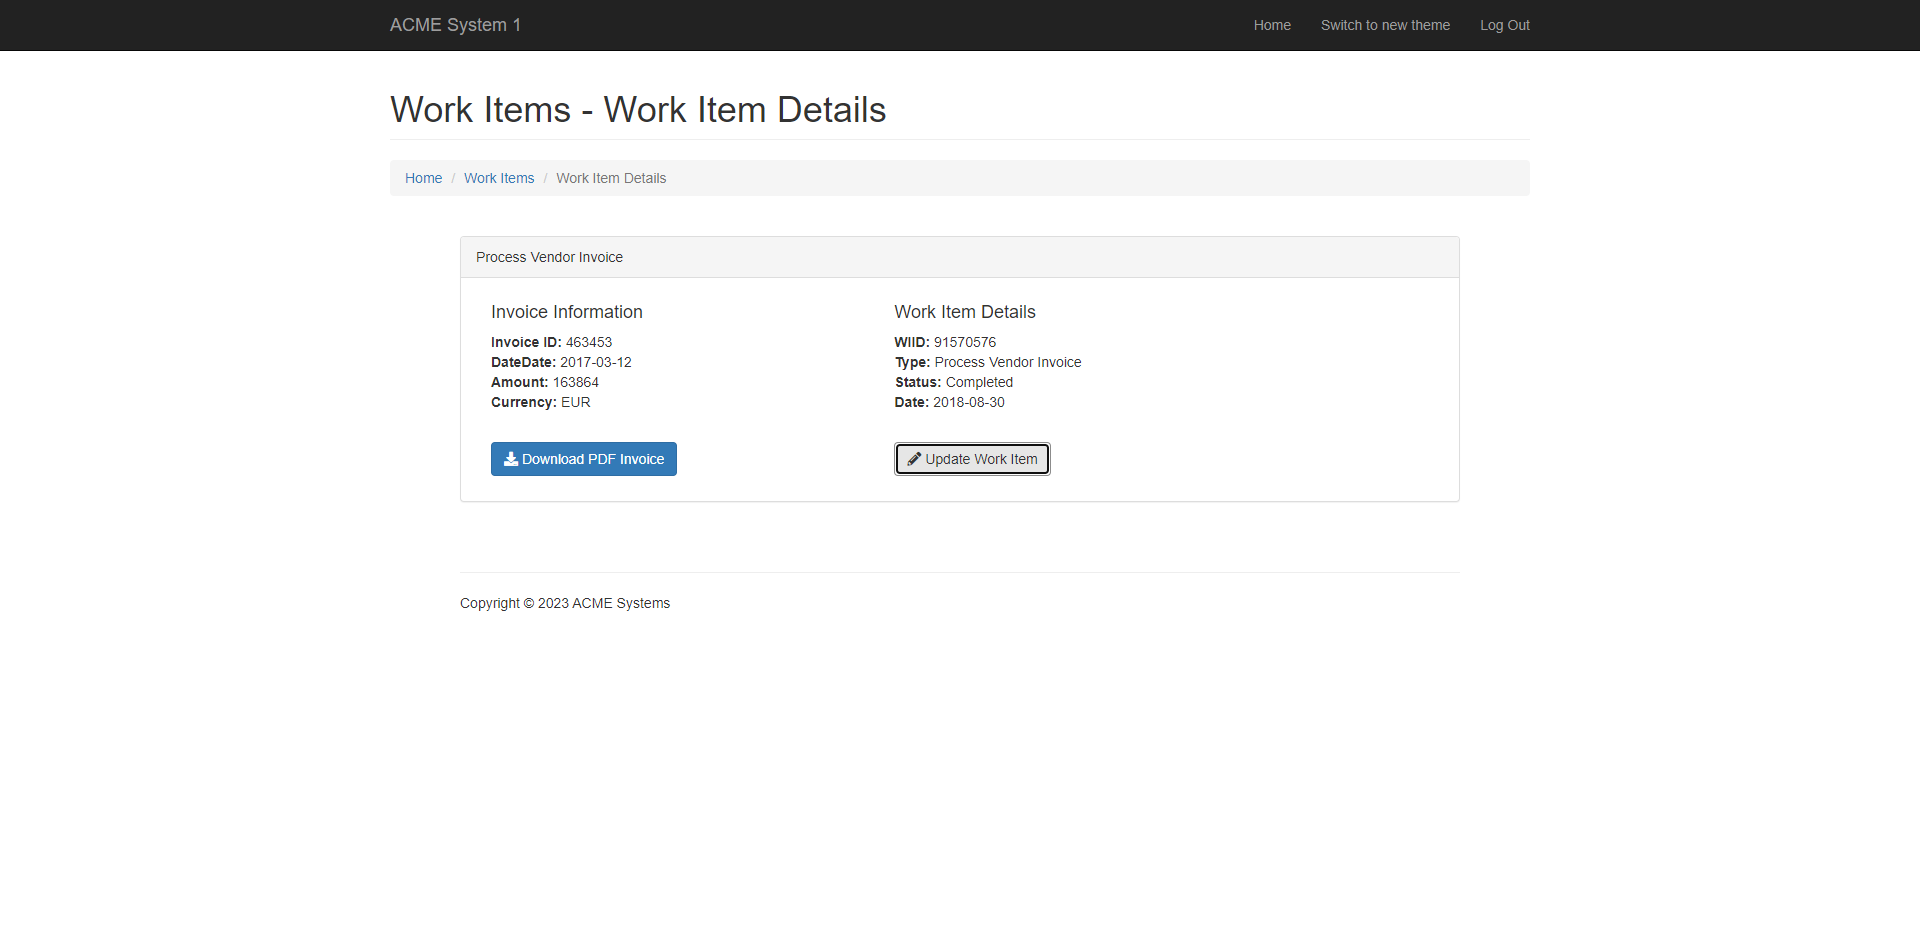 ACME System 1
Home
Switch to new theme
Log Out
Work Items - Work Item Details
Home / Work Items / Work Item Details
Process Vendor Invoice
Invoice Information
Invoice ID: 463453
DateDate: 2017-03-12
Amount: 163864
Currency: EUR
Download PDF Invoice
Work Item Details
WIID: 91570576
Type: Process Vendor Invoice
Status: Completed
Date: 2018-08-30
Update Work Item
Copyright © 2023 ACME Systems